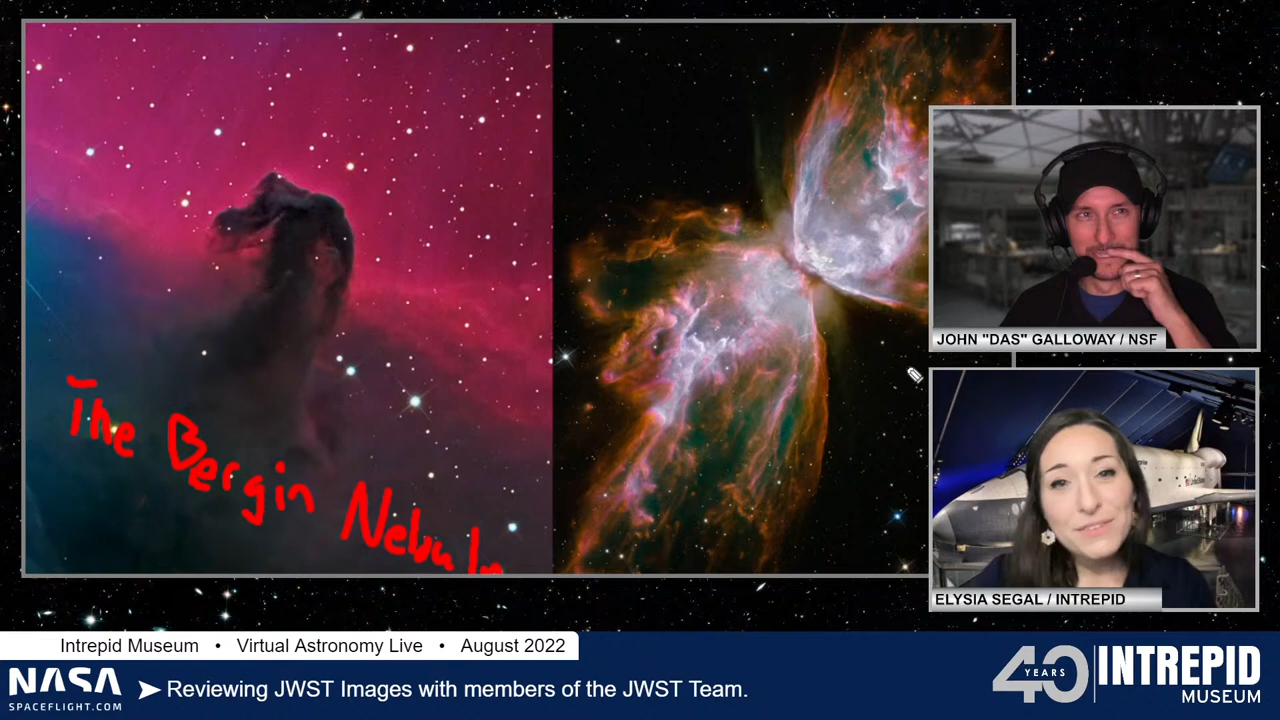 The Bergin Nebula
JOHN "DAS" GALLOWAY / NSF
ELYSIA SEGAL / INTREPID
Intrepid Museum • Virtual Astronomy Live • August 2022
NASA
SPACEFLIGHT.COM
Reviewing JWST Images with members of the JWST Team.
40
YEARS
INTREPID
MUSEUM